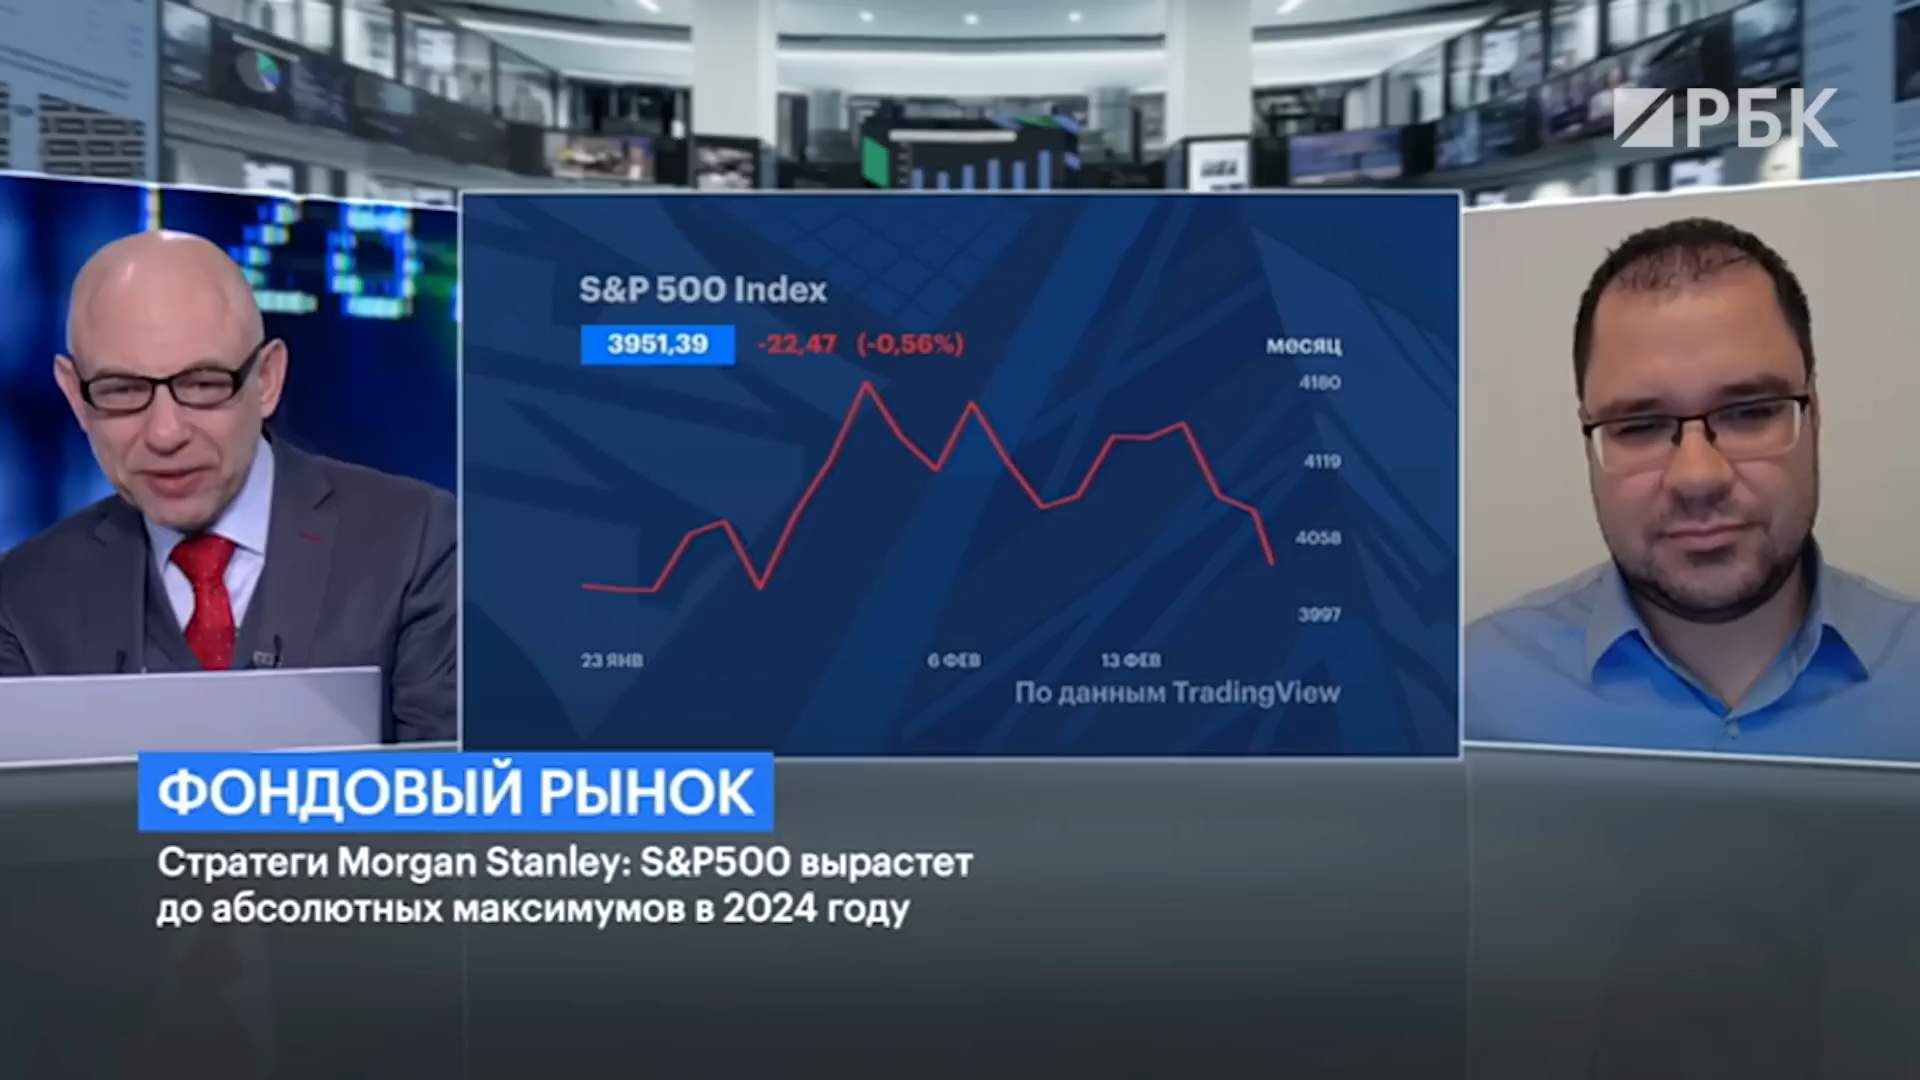 РБК
S&P 500 Index
3951,39 -22,47 (-0,56%)
месяц
4180
4119
4058
3997
23 ЯНВ 6 ФЕВ 13 ФЕВ
По данным TradingView
ФОНДОВЫЙ РЫНОК
Стратеги Morgan Stanley: S&P500 вырастет
до абсолютных максимумов в 2024 году